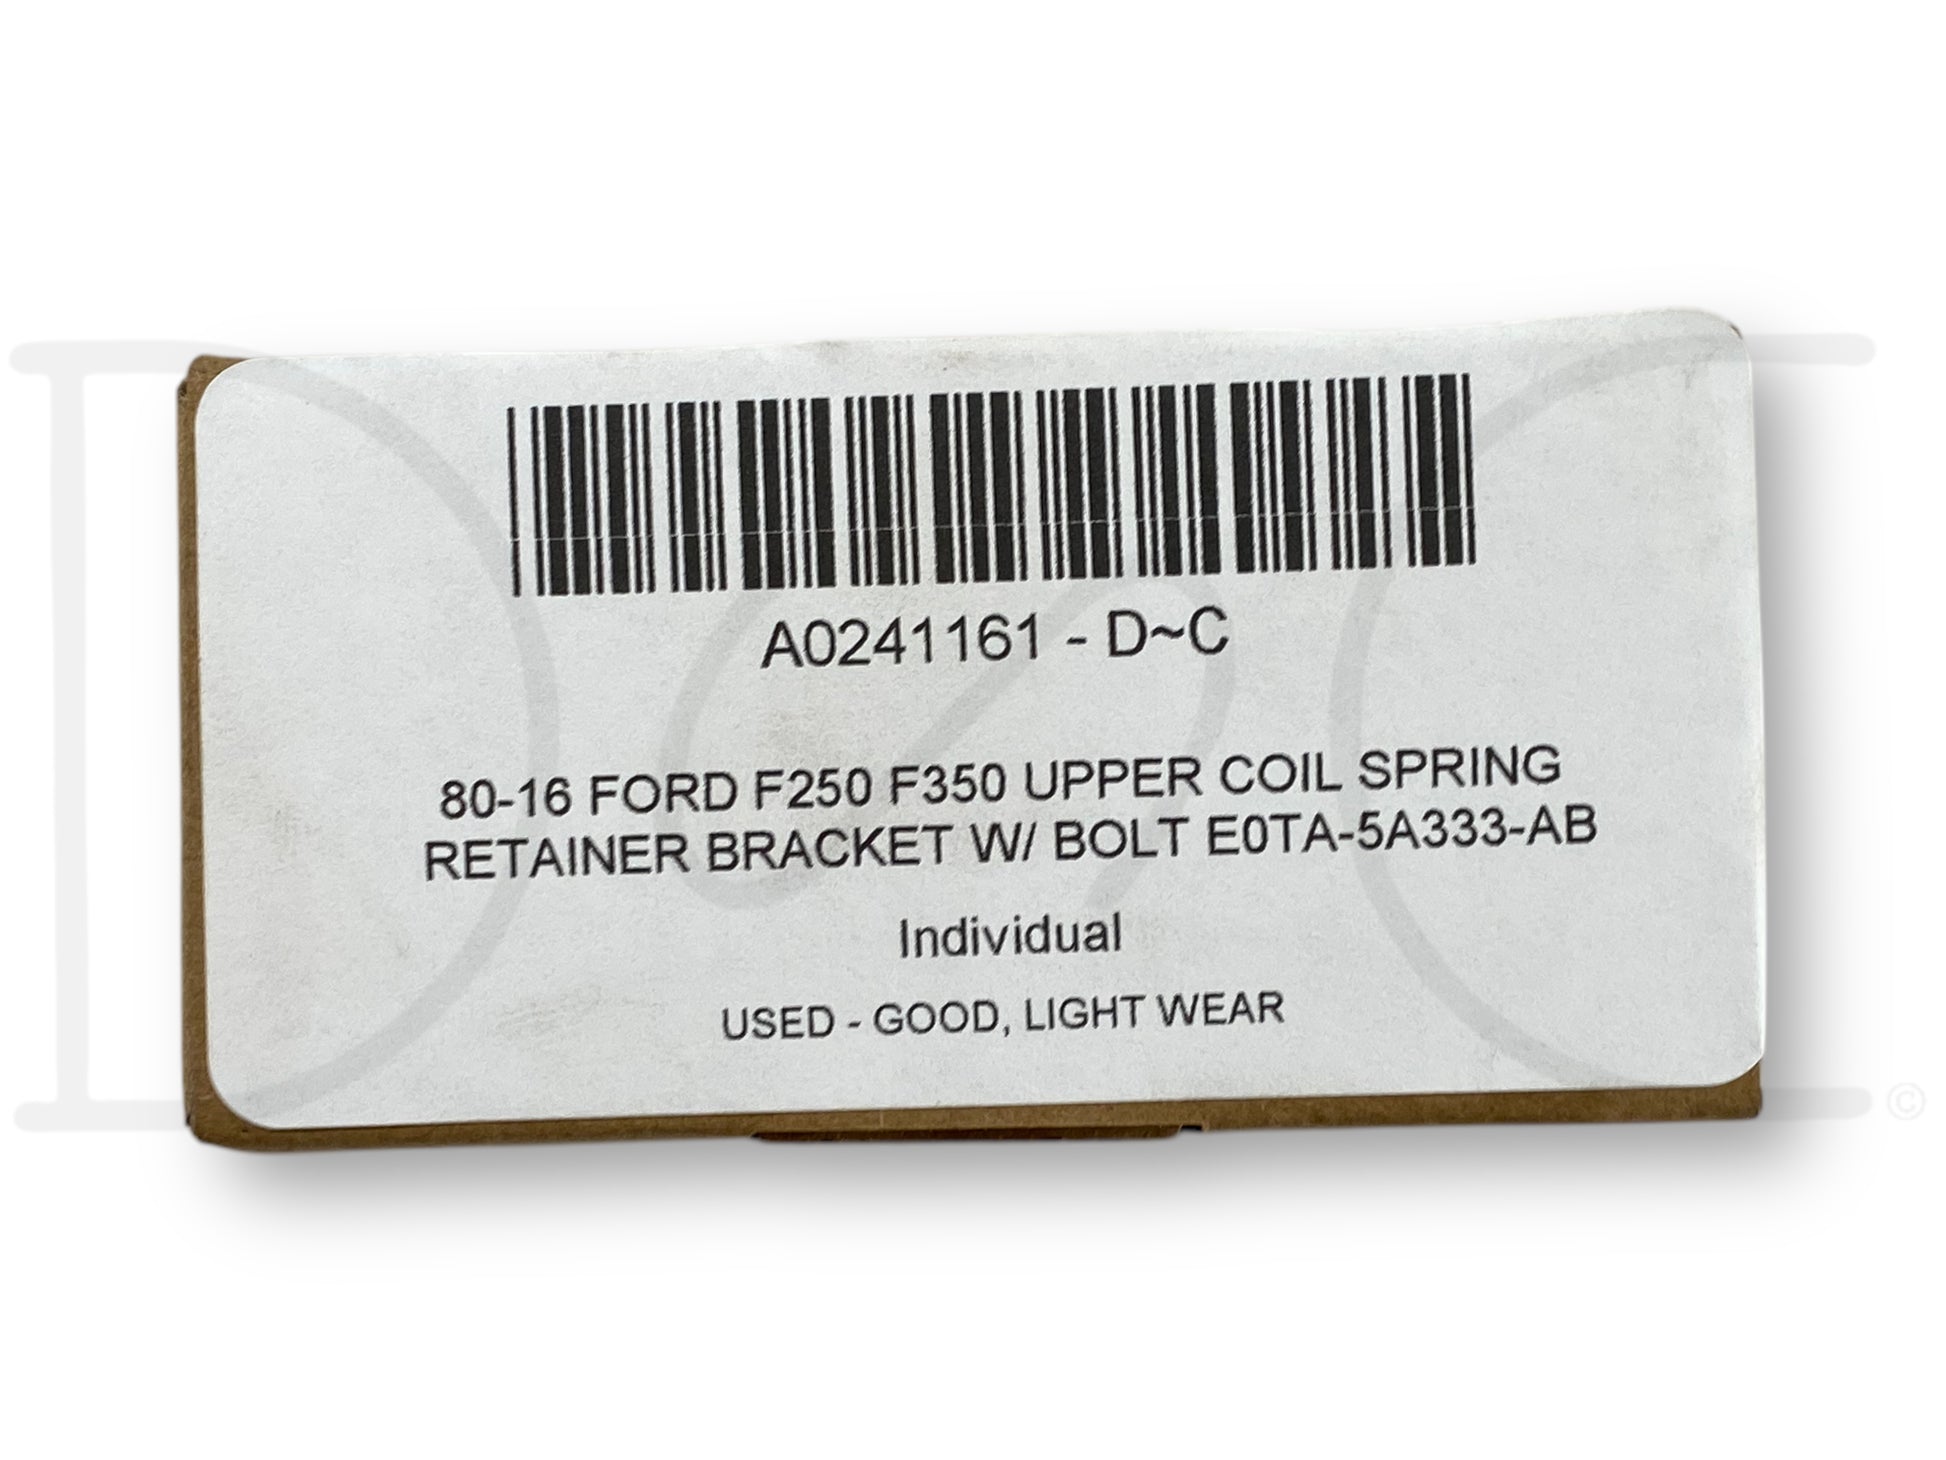 A0241161 - D~C
80-16 FORD F250 F350 UPPER COIL SPRING
RETAINER BRACKET W/ BOLT E0TA-5A333-AB
Individual
USED - GOOD, LIGHT WEAR
©